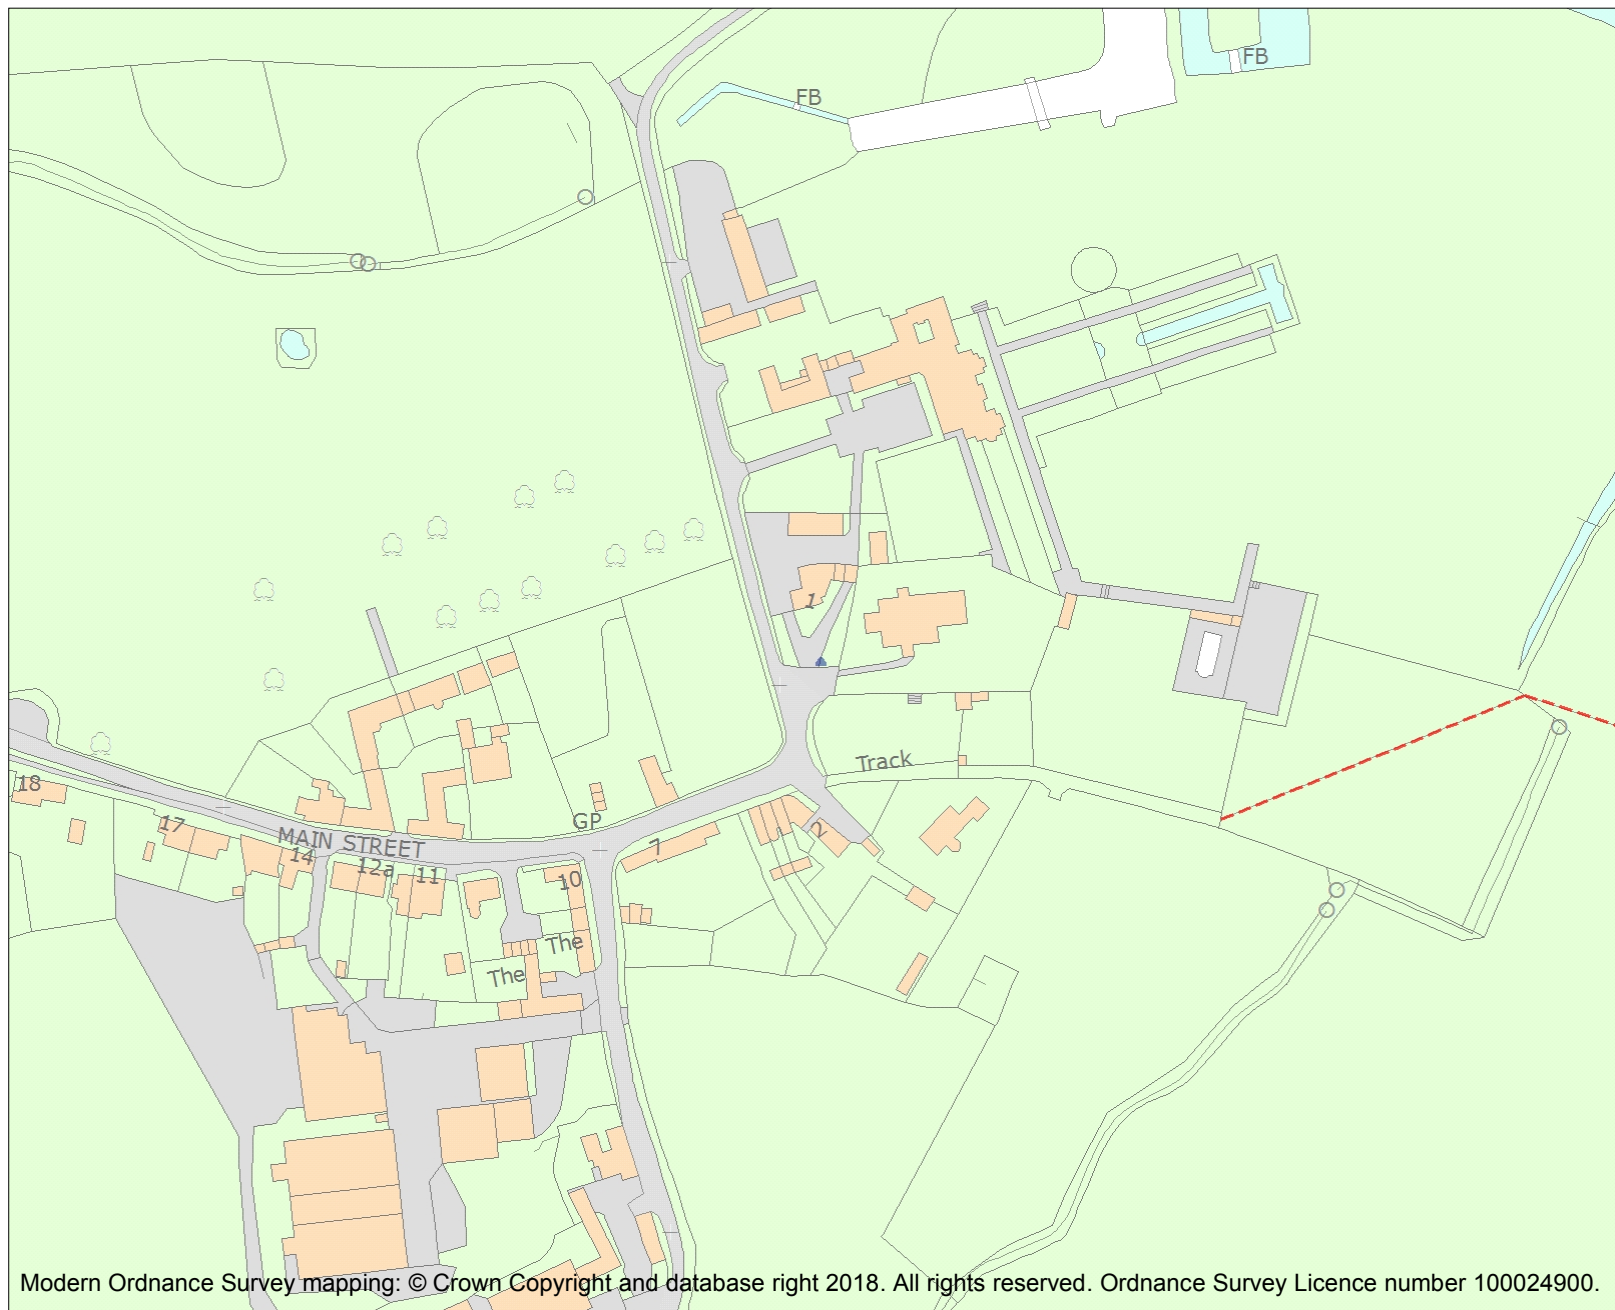 FB
FB
1
Track
18
17
MAIN STREET
GP
14
12a
11
10
7
2
The
The
Modern Ordnance Survey mapping: © Crown Copyright and database right 2018. All rights reserved. Ordnance Survey Licence number 100024900.